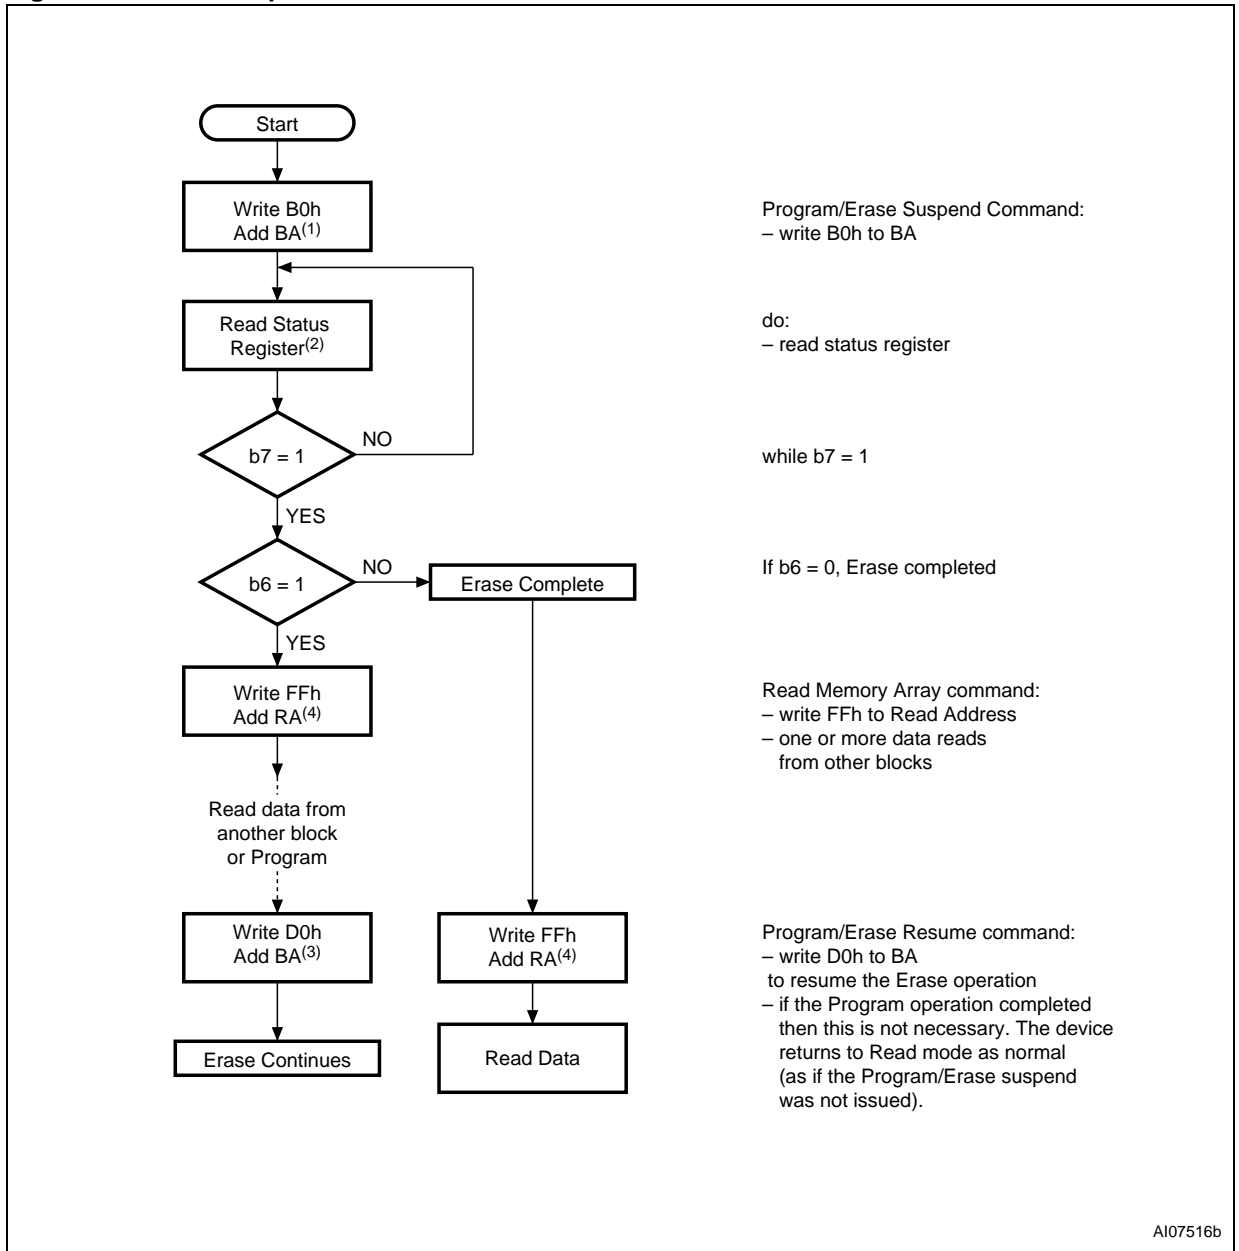 Start
Write B0h
Add BA(1)
Program/Erase Suspend Command:
– write B0h to BA
Read Status
Register(2)
do:
– read status register
NO
b7 = 1
while b7 = 1
YES
NO
b6 = 1
Erase Complete
If b6 = 0, Erase completed
YES
Write FFh
Add RA(4)
Read Memory Array command:
– write FFh to Read Address
– one or more data reads
from other blocks
Read data from
another block
or Program
Write D0h
Add BA(3)
Write FFh
Add RA(4)
Program/Erase Resume command:
– write D0h to BA
to resume the Erase operation
– if the Program operation completed
then this is not necessary. The device
returns to Read mode as normal
(as if the Program/Erase suspend
was not issued).
Erase Continues
Read Data
AI07516b